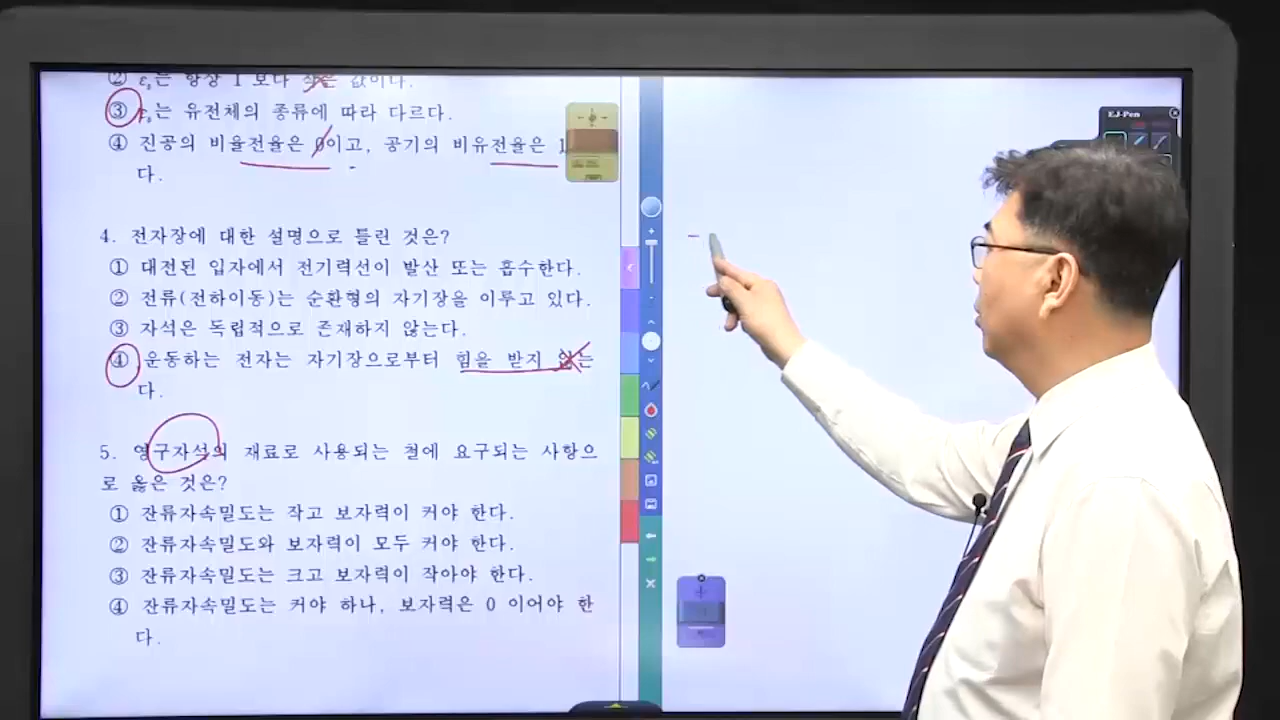 ② εₛ는 항상 1 보다 작은 값이다.
③ εₛ는 유전체의 종류에 따라 다르다.
④ 진공의 비율전율은 0이고, 공기의 비유전율은 1
다.
4. 전자장에 대한 설명으로 틀린 것은?
① 대전된 입자에서 전기력선이 발산 또는 흡수한다.
② 전류(전하이동)는 순환형의 자기장을 이루고 있다.
③ 자석은 독립적으로 존재하지 않는다.
④ 운동하는 전자는 자기장으로부터 힘을 받지 않는
다.
5. 영구자석의 재료로 사용되는 철에 요구되는 사항으
로 옳은 것은?
① 잔류자속밀도는 작고 보자력이 커야 한다.
② 잔류자속밀도와 보자력이 모두 커야 한다.
③ 잔류자속밀도는 크고 보자력이 작아야 한다.
④ 잔류자속밀도는 커야 하나, 보자력은 0 이어야 한
다.
EJ-Pen